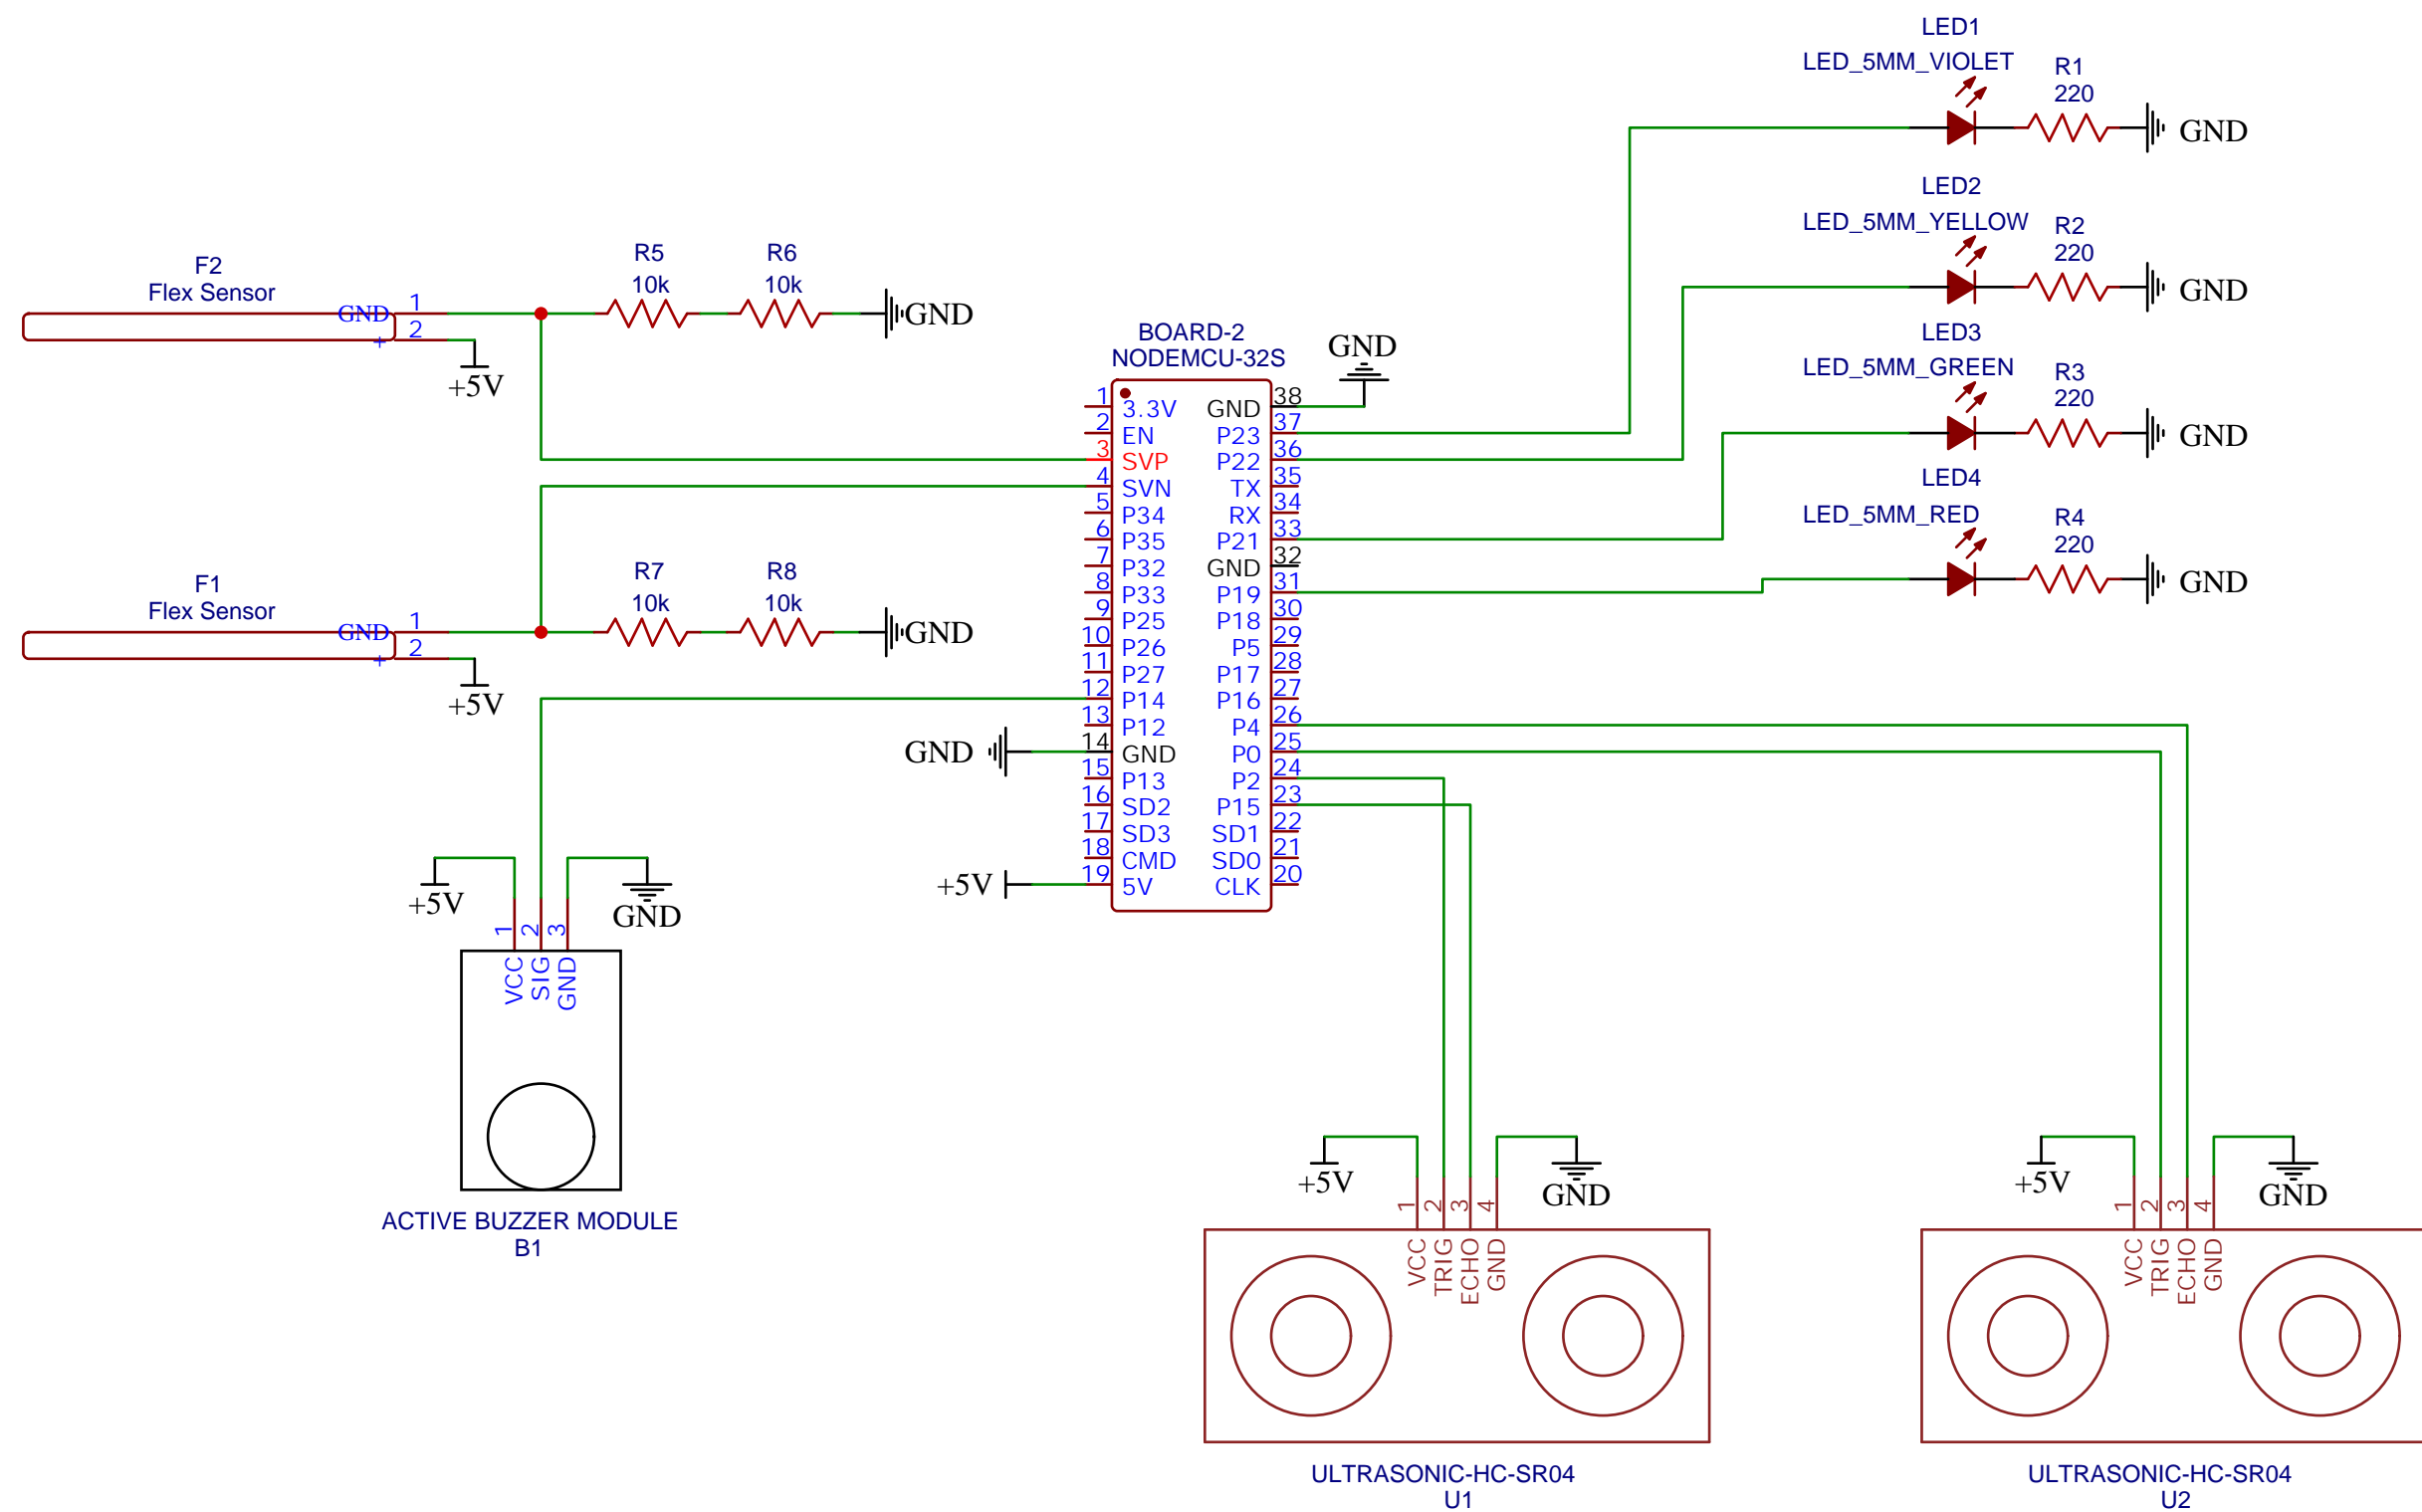 LED1
LED_5MM_VIOLET
R1
220
GND
LED2
LED_5MM_YELLOW
R2
220
GND
LED3
LED_5MM_GREEN
R3
220
GND
LED4
LED_5MM_RED
R4
220
GND
F2
Flex Sensor
GND 1
+ 2
+5V
R5
10k
R6
10k
GND
F1
Flex Sensor
GND 1
+ 2
+5V
R7
10k
R8
10k
GND
BOARD-2
NODEMCU-32S
GND
1 3.3V GND 38
2 EN P23 37
3 SVP P22 36
4 SVN TX 35
5 P34 RX 34
6 P35 P21 33
7 P32 GND 32
8 P33 P19 31
9 P25 P18 30
10 P26 P5 29
11 P27 P17 28
12 P14 P16 27
13 P12 P4 26
14 GND P0 25
15 P13 P2 24
16 SD2 P15 23
17 SD3 SD1 22
18 CMD SD0 21
19 5V CLK 20
GND
+5V
+5V
GND
1 2 3
VCC SIG GND
ACTIVE BUZZER MODULE
B1
+5V
GND
1 2 3 4
VCC TRIG ECHO GND
ULTRASONIC-HC-SR04
U1
+5V
GND
1 2 3 4
VCC TRIG ECHO GND
ULTRASONIC-HC-SR04
U2